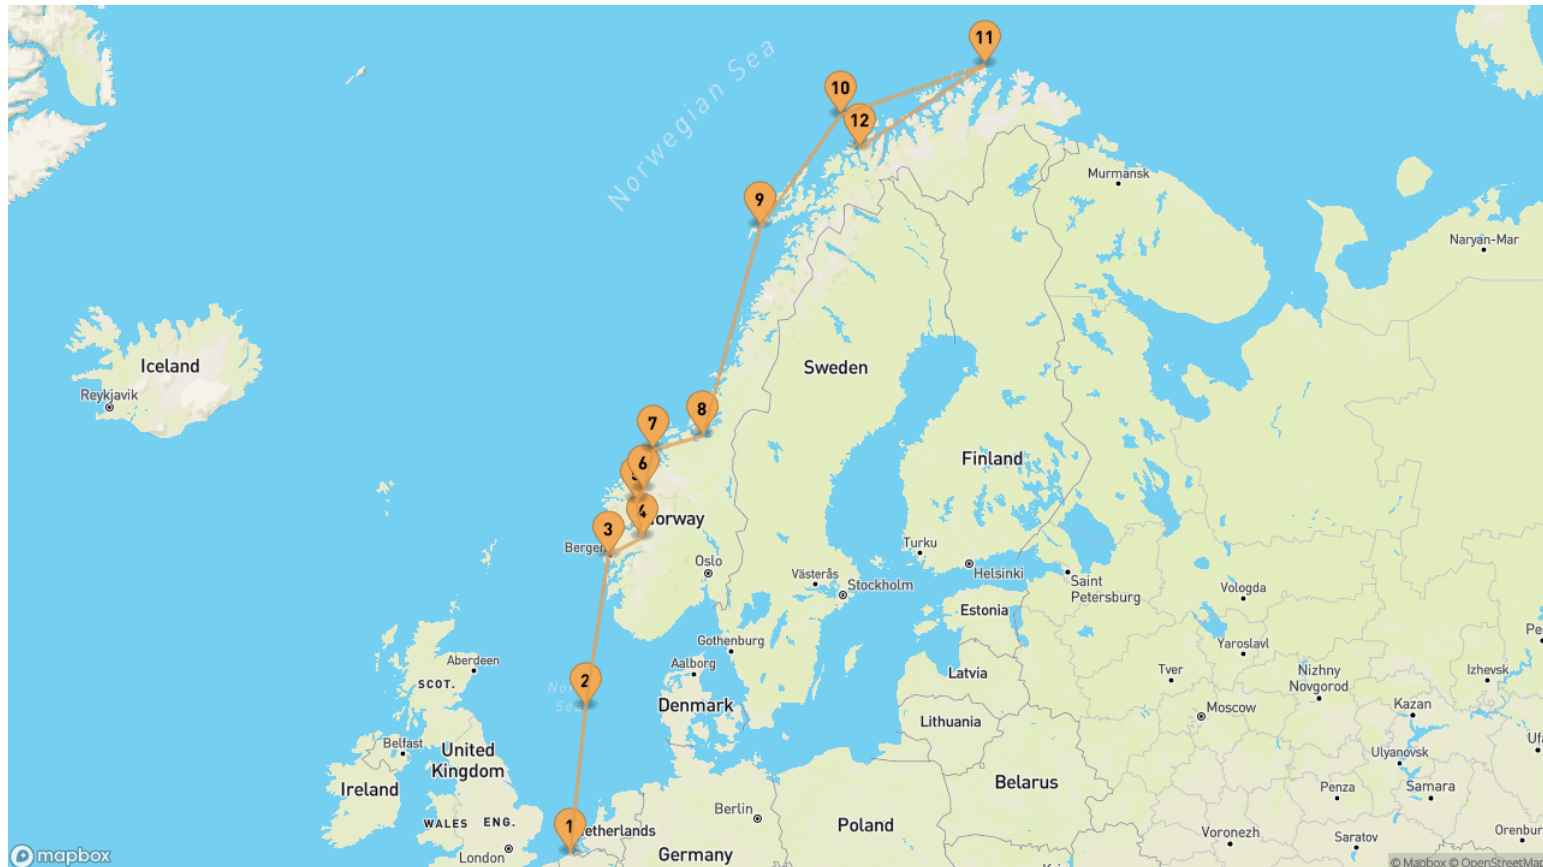 11
10
12
Norwegian Sea
Murmansk
9
Naryan-Mar
Iceland
Sweden
Reykjavik
8
7
Finland
6
4
Norway
3
Bergen
Turku
Oslo
Helsinki
Västerås
Stockholm
Saint
Petersburg
Vologda
Estonia
Gothenburg
Yaroslavl
Aberdeen
Aalborg
Latvia
Tver
Nizhny
Novgorod
Izhevsk
SCOT.
2
Denmark
Moscow
Kazan
Lithuania
Belfast
United
Kingdom
Ulyanovsk
Ireland
Belarus
Penza
Samara
Berlin
WALES
ENG.
1
Netherlands
Poland
Voronezh
Saratov
mapbox
London
Germany
© Mapbox © OpenStreetMap